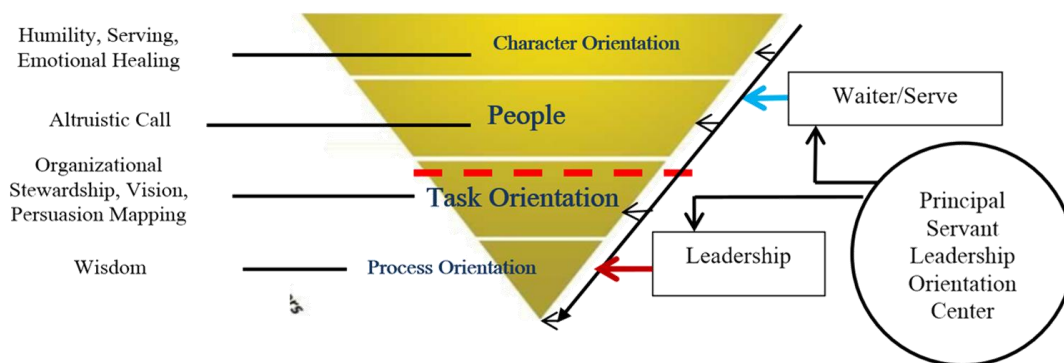 Humility, Serving,
Emotional Healing
Character Orientation
Waiter/Serve
People
Altruistic Call
Organizational
Stewardship, Vision,
Persuasion Mapping
Task Orientation
Principal
Servant
Leadership
Orientation
Center
Leadership
Wisdom
Process Orientation